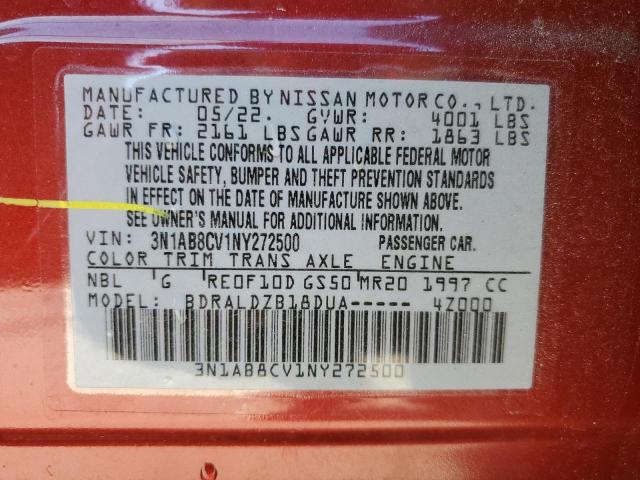 MANUFACTURED BY NISSAN MOTOR CO., LTD.
DATE: 05/22. GVWR: 4001 LBS
GAWR FR: 2161 LBS GAWR RR: 1863 LBS
THIS VEHICLE CONFORMS TO ALL APPLICABLE FEDERAL MOTOR
VEHICLE SAFETY, BUMPER AND THEFT PREVENTION STANDARDS
IN EFFECT ON THE DATE OF MANUFACTURE SHOWN ABOVE.
SEE OWNER'S MANUAL FOR ADDITIONAL INFORMATION.
VIN: 3N1AB8CV1NY272500 PASSENGER CAR.
COLOR TRIM TRANS AXLE ENGINE
NBL G RE0F10D GS50 MR20 1997 CC
MODEL: BDRALDZB18DUA----- 4Z000
3N1AB8CV1NY272500